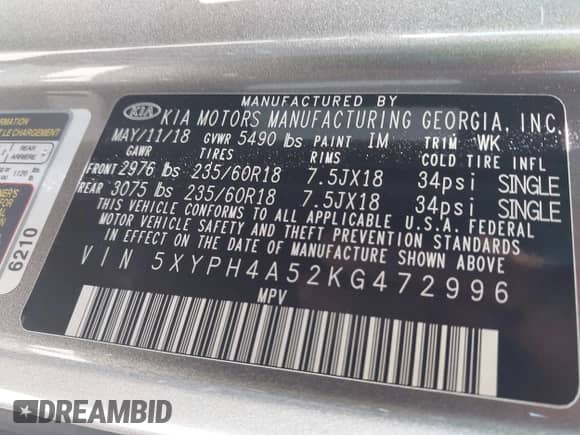 MANUFACTURED BY
KIA KIA MOTORS MANUFACTURING GEORGIA, INC.
MAY/11/18 GVWR 5490 lbs PAINT IM TRIM WK
GAWR TIRES RIMS COLD TIRE INFL
FRONT 2976 lbs 235/60R18 7.5JX18 34psi SINGLE
REAR 3075 lbs 235/60R18 7.5JX18 34psi SINGLE
THIS VEHICLE CONFORMS TO ALL APPLICABLE U.S.A. FEDERAL
MOTOR VEHICLE SAFETY AND THEFT PREVENTION STANDARDS
IN EFFECT ON THE DATE OF MANUFACTURE SHOWN ABOVE
VIN 5XYPH4A52KG472996
MPV
6210
REAR
ARRIERE
DREAMBID